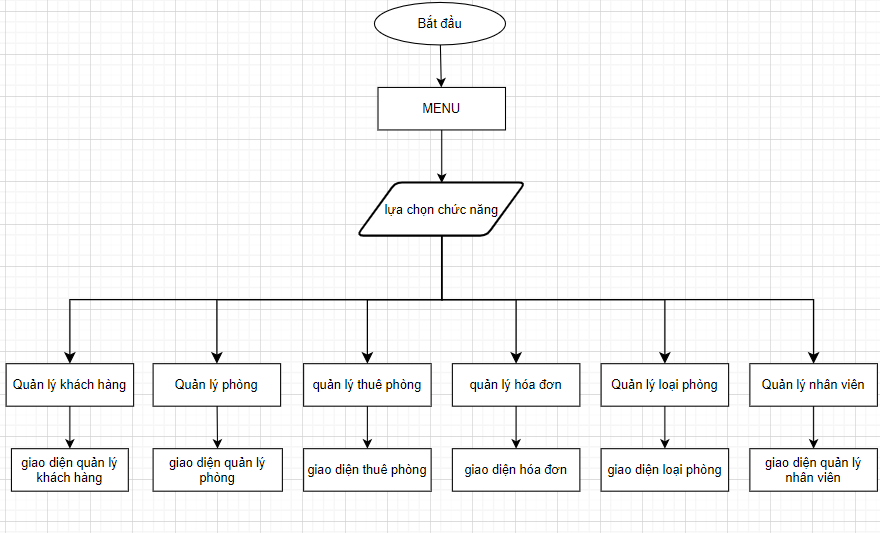 Bắt đầu
MENU
lựa chọn chức năng
Quản lý khách hàng
Quản lý phòng
quản lý thuê phòng
quản lý hóa đơn
Quản lý loại phòng
Quản lý nhân viên
giao diện quản lý
khách hàng
giao diện quản lý
phòng
giao diện thuê phòng
giao diện hóa đơn
giao diện loại phòng
giao diện quản lý
nhân viên